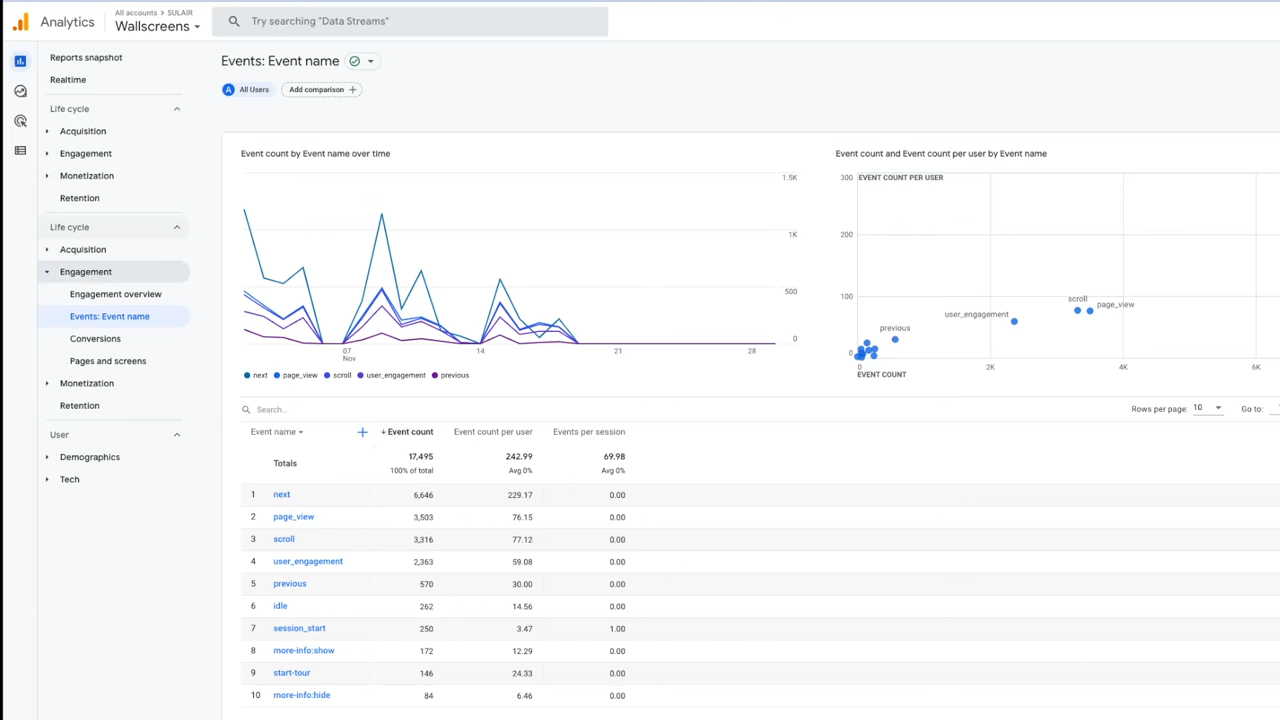 Analytics
All accounts > SULAIR
Wallscreens
Try searching "Data Streams"
Reports snapshot
Realtime
Life cycle
Acquisition
Engagement
Monetization
Retention
Life cycle
Acquisition
Engagement
Engagement overview
Events: Event name
Conversions
Pages and screens
Monetization
Retention
User
Demographics
Tech
Events: Event name
A All Users
Add comparison +
Event count by Event name over time
1.5K
1K
500
0
07 14 21 28
Nov
next page_view scroll user_engagement previous
Event count and Event count per user by Event name
300 EVENT COUNT PER USER
200
100
0
scroll
page_view
user_engagement
previous
0 2K 4K 6K
EVENT COUNT
Search...
Rows per page: 10 Go to:
Event name + ↓ Event count Event count per user Events per session
Totals 17,495 242.99 69.98
100% of total Avg 0% Avg 0%
1 next 6,646 229.17 0.00
2 page_view 3,503 76.15 0.00
3 scroll 3,316 77.12 0.00
4 user_engagement 2,363 59.08 0.00
5 previous 570 30.00 0.00
6 idle 262 14.56 0.00
7 session_start 250 3.47 1.00
8 more-info:show 172 12.29 0.00
9 start-tour 146 24.33 0.00
10 more-info:hide 84 6.46 0.00